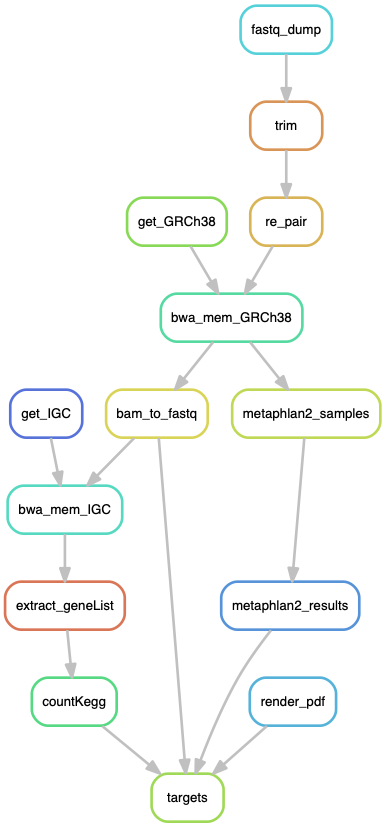 fastq_dump
trim
get_GRCh38
re_pair
bwa_mem_GRCh38
get_IGC
bam_to_fastq
metaphlan2_samples
bwa_mem_IGC
extract_geneList
metaphlan2_results
countKegg
render_pdf
targets